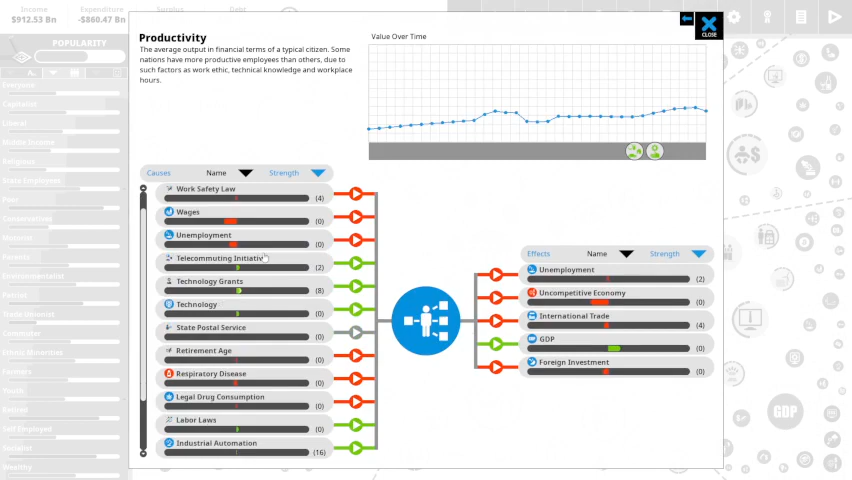 Income
Expenditure
Surplus
Debt
$912.53 Bn
-$860.47 Bn
POPULARITY
Everyone
Capitalist
Liberal
Middle Income
Religious
State Employees
Poor
Conservatives
Motorist
Parents
Environmentalist
Patriot
Trade Unionist
Commuter
Ethnic Minorities
Farmers
Youth
Retired
Self Employed
Socialist
Wealthy
CLOSE
Productivity
The average output in financial terms of a typical citizen. Some
nations have more productive employees than others, due to
such factors as work ethic, technical knowledge and workplace
hours.
Value Over Time
Causes Name Strength
Work Safety Law
(4)
Wages
(0)
Unemployment
(0)
Telecommuting Initiative
(2)
Technology Grants
(8)
Technology
(0)
State Postal Service
(0)
Retirement Age
(0)
Respiratory Disease
(0)
Legal Drug Consumption
(0)
Labor Laws
(0)
Industrial Automation
(16)
Effects Name Strength
Unemployment
(2)
Uncompetitive Economy
(0)
International Trade
(4)
GDP
(0)
Foreign Investment
(0)
GDP